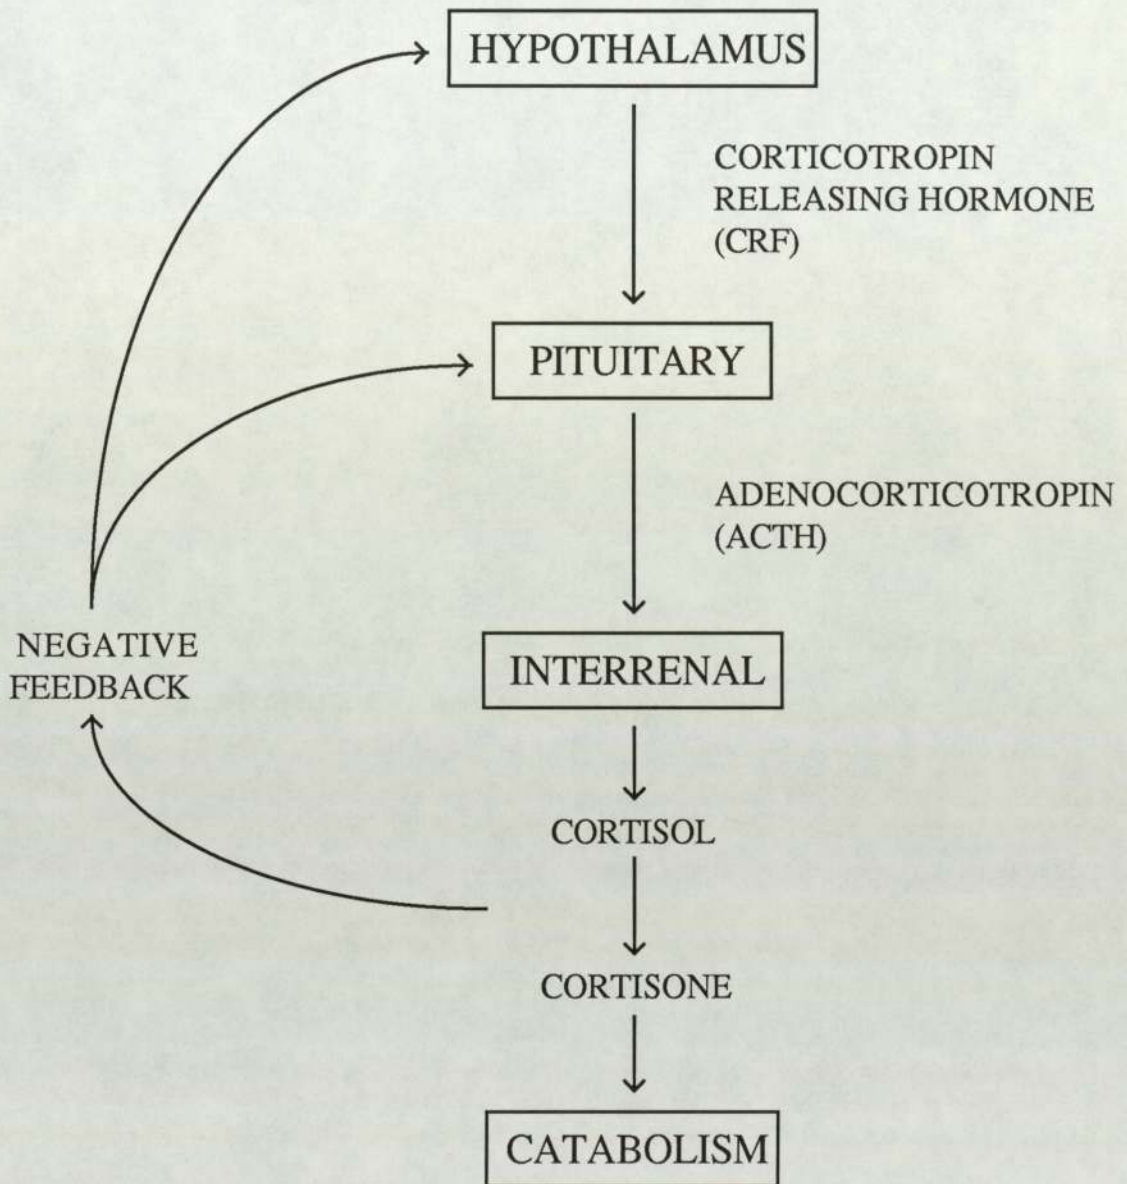 HYPOTHALAMUS
CORTICOTROPIN
RELEASING HORMONE
(CRF)
PITUITARY
ADENOCORTICOTROPIN
(ACTH)
NEGATIVE
FEEDBACK
INTERRENAL
CORTISOL
CORTISONE
CATABOLISM